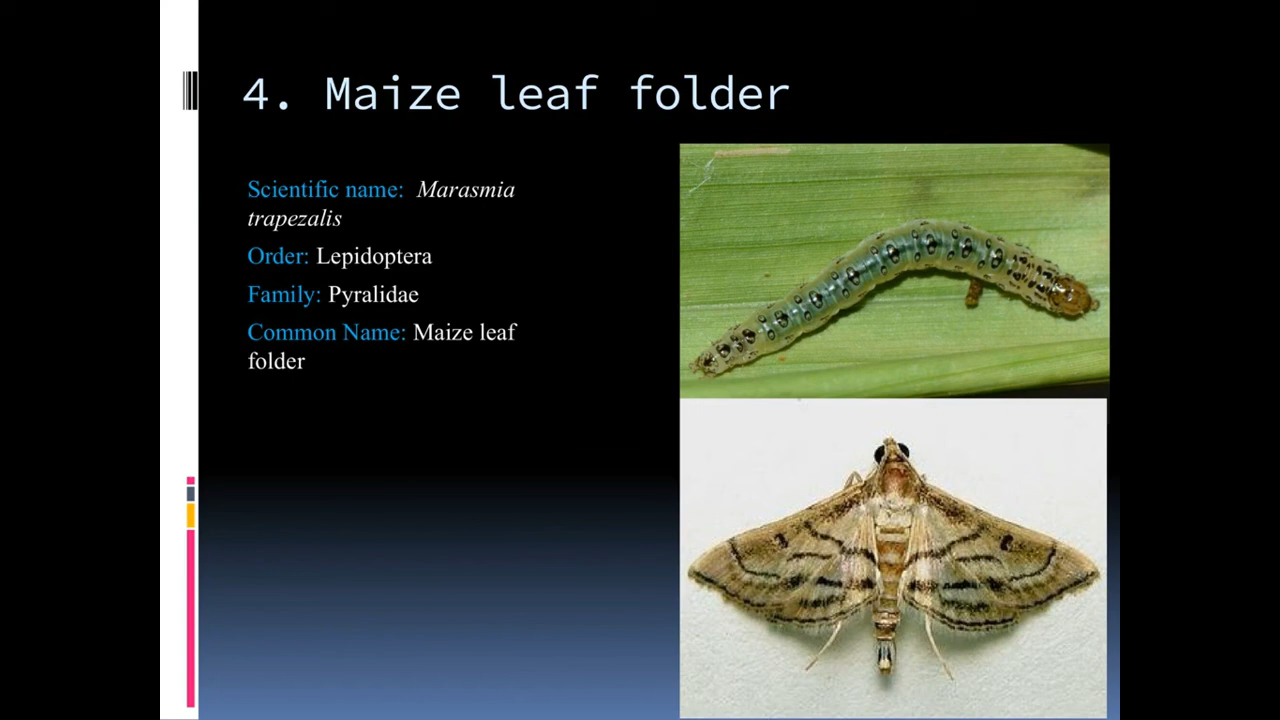 4. Maize leaf folder
Scientific name: Marasmia
trapezalis
Order: Lepidoptera
Family: Pyralidae
Common Name: Maize leaf
folder